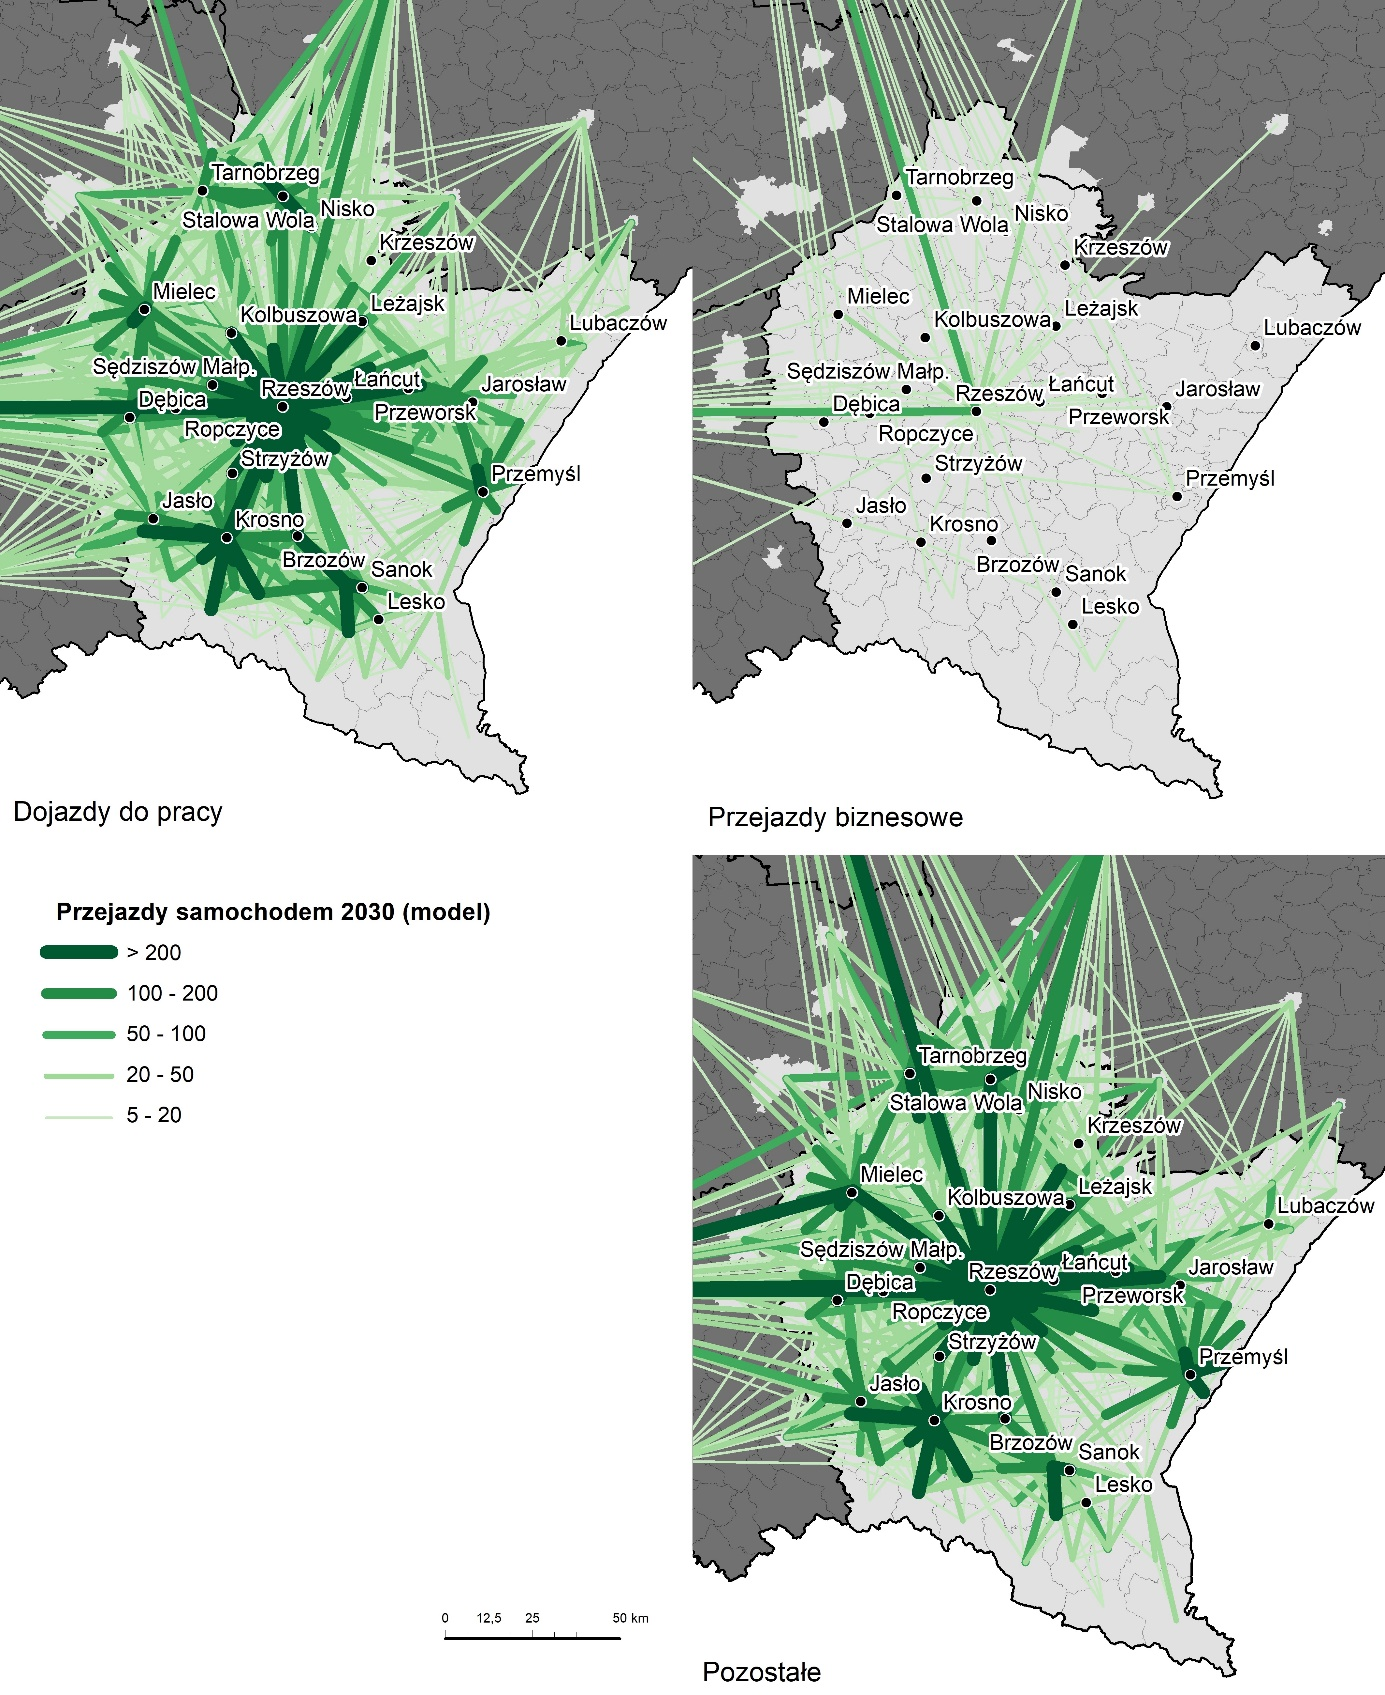 Tarnobrzeg
Stalowa Wola
Nisko
Krzeszów
Mielec
Kolbuszowa
Leżajsk
Lubaczów
Sędziszów Małp.
Rzeszów
Łańcut
Jarosław
Dębica
Przeworsk
Ropczyce
Strzyżów
Przemyśl
Jasło
Krosno
Brzozów
Sanok
Lesko
Dojazdy do pracy
Tarnobrzeg
Stalowa Wola
Nisko
Krzeszów
Mielec
Kolbuszowa
Leżajsk
Lubaczów
Sędziszów Małp.
Rzeszów
Łańcut
Jarosław
Dębica
Przeworsk
Ropczyce
Strzyżów
Przemyśl
Jasło
Krosno
Brzozów
Sanok
Lesko
Przejazdy biznesowe
Przejazdy samochodem 2030 (model)
> 200
100 - 200
50 - 100
20 - 50
5 - 20
Tarnobrzeg
Stalowa Wola
Nisko
Krzeszów
Mielec
Kolbuszowa
Leżajsk
Lubaczów
Sędziszów Małp.
Rzeszów
Łańcut
Jarosław
Dębica
Przeworsk
Ropczyce
Strzyżów
Przemyśl
Jasło
Krosno
Brzozów
Sanok
Lesko
0 12,5 25 50 km
Pozostałe